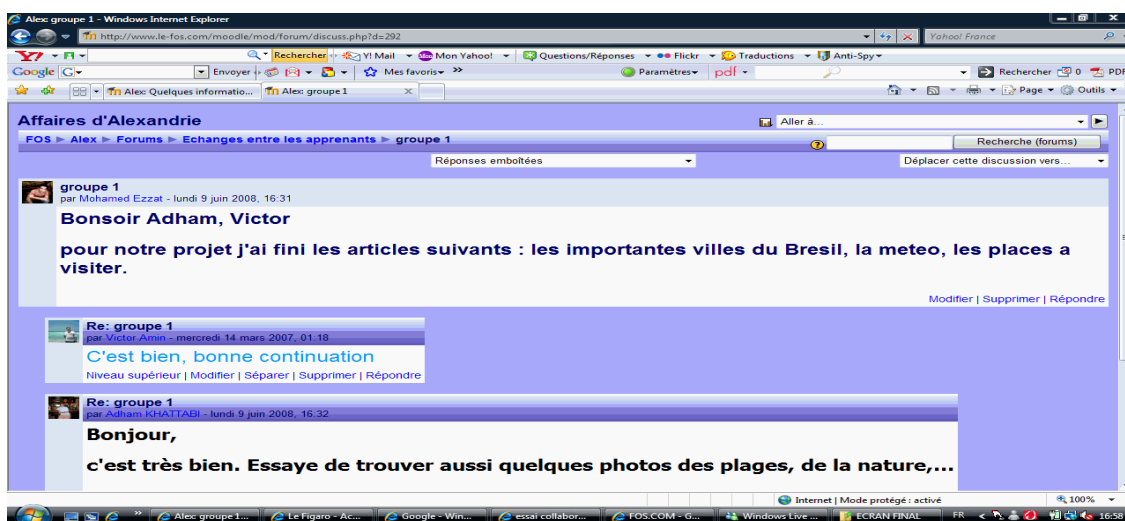 Alex: groupe 1 - Windows Internet Explorer
http://www.le-fos.com/moodle/mod/forum/discuss.php?d=292
Yahoo! France
Rechercher Y! Mail Mon Yahoo! Questions/Réponses Flickr Traductions Anti-Spy
Google G Envoyer Mes favoris Paramètres pdf Rechercher 0 PDF
Alex: Quelques informatio... Alex: groupe 1 Page Outils
Affaires d'Alexandrie Aller à...
FOS ► Alex ► Forums ► Echanges entre les apprenants ► groupe 1 Recherche (forums)
Réponses emboîtées Déplacer cette discussion vers...
groupe 1
par Mohamed Ezzat - lundi 9 juin 2008, 16:31
Bonsoir Adham, Victor
pour notre projet j'ai fini les articles suivants : les importantes villes du Bresil, la meteo, les places a
visiter.
Modifier | Supprimer | Répondre
Re: groupe 1
par Victor Amin - mercredi 14 mars 2007, 01:18
C'est bien, bonne continuation
Niveau supérieur | Modifier | Séparer | Supprimer | Répondre
Re: groupe 1
par Adham KHATTABI - lundi 9 juin 2008, 16:32
Bonjour,
c'est très bien. Essaye de trouver aussi quelques photos des plages, de la nature,...
Internet | Mode protégé : activé 100%
Alex: groupe 1... Le Figaro - Ac... Google - Win... essai collabor... FOS.COM - G... Windows Live ... ECRAN FINAL FR 16:58